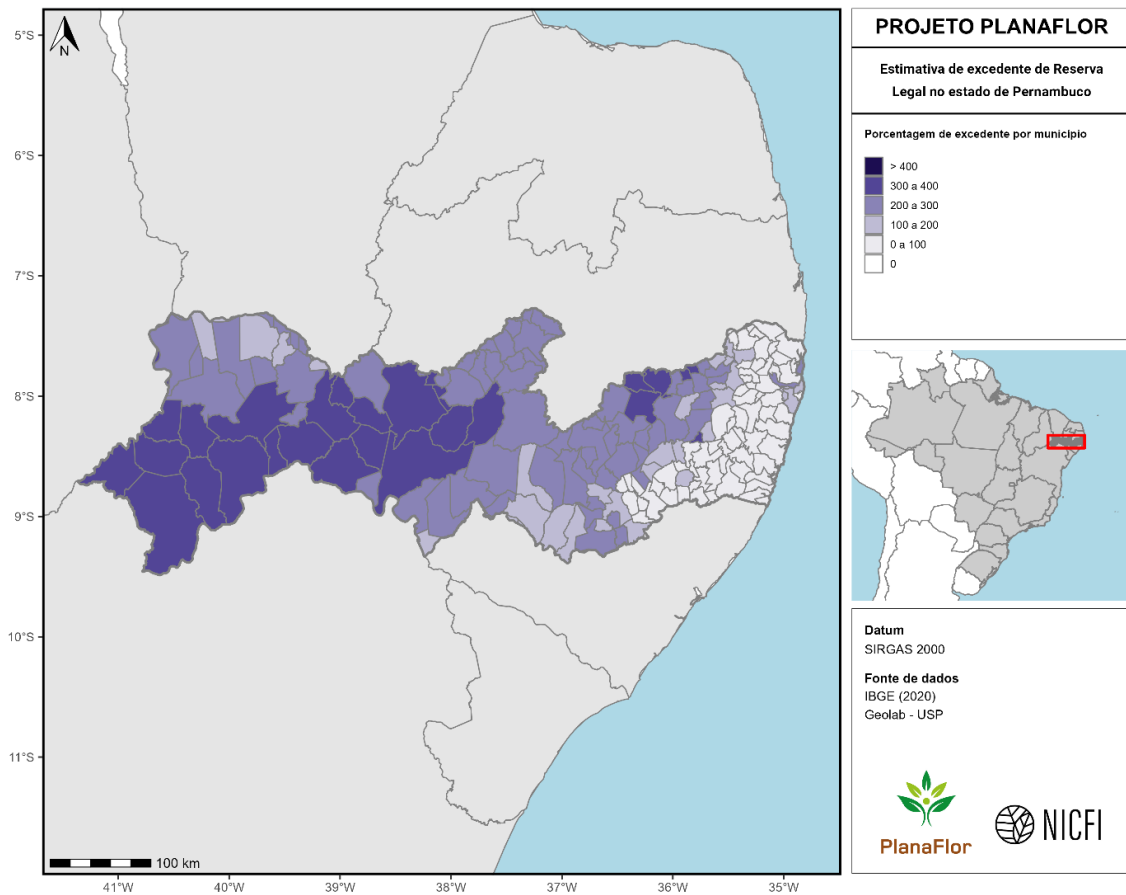 5°S
6°S
7°S
8°S
9°S
10°S
11°S
41°W
40°W
39°W
38°W
37°W
36°W
35°W
N
100 km
PROJETO PLANAFLOR
Estimativa de excedente de Reserva
Legal no estado de Pernambuco
Porcentagem de excedente por município
> 400
300 a 400
200 a 300
100 a 200
0 a 100
0
Datum
SIRGAS 2000
Fonte de dados
IBGE (2020)
Geolab - USP
PlanaFlor
NICFI